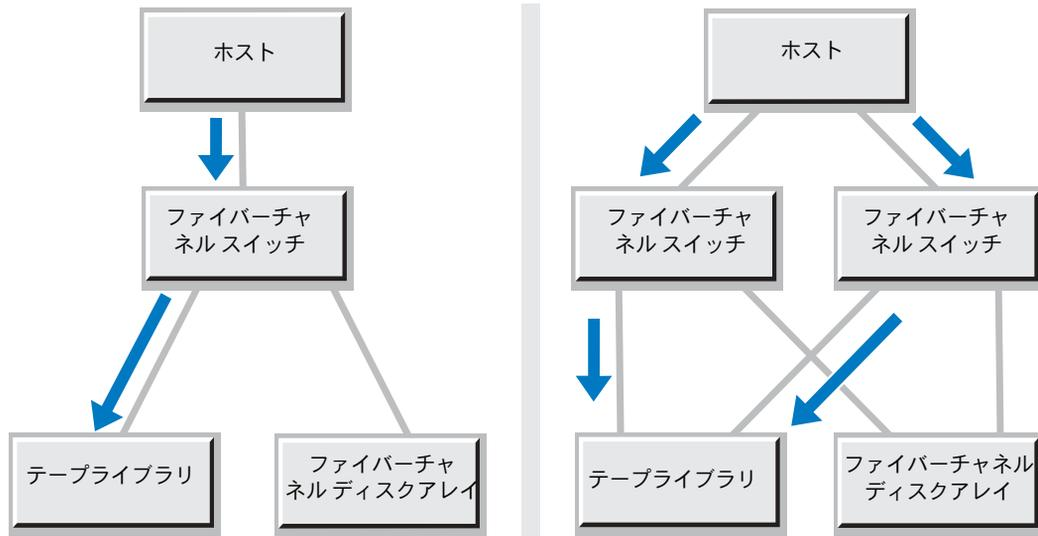 ホスト
ファイバーチャ
ネル スイッチ
テープライブラリ
ファイバーチャ
ネル ディスクアレイ
ホスト
ファイバーチャ
ネル スイッチ
ファイバーチャ
ネル スイッチ
テープライブラリ
ファイバーチャネル
ディスクアレイ